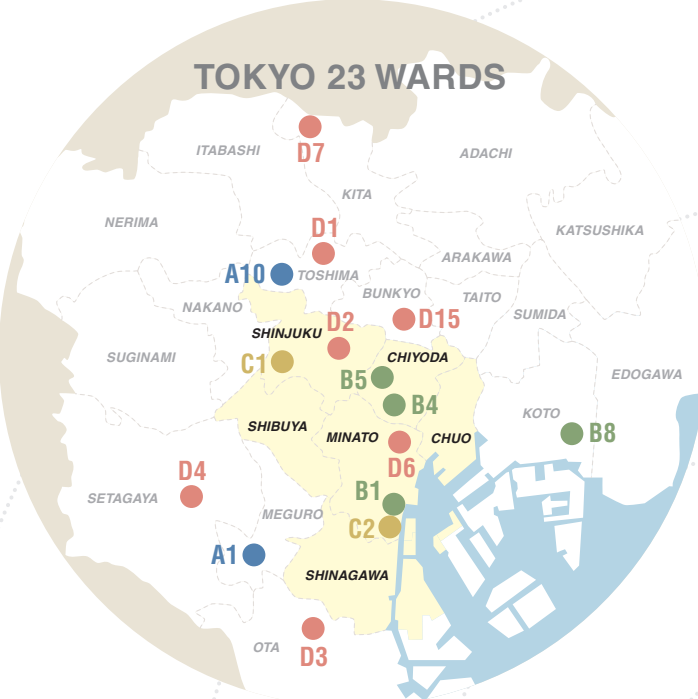 TOKYO 23 WARDS
ITABASHI
D7
ADACHI
KITA
NERIMA
D1
KATSUSHIKA
ARAKAWA
A10
TOSHIMA
BUNKYO
TAITO
NAKANO
SUMIDA
D2
D15
SHINJUKU
SUGINAMI
C1
CHIYODA
EDOGAWA
B5
B4
KOTO
SHIBUYA
MINATO
CHUO
B8
D6
D4
SETAGAYA
B1
MEGURO
C2
A1
SHINAGAWA
OTA
D3